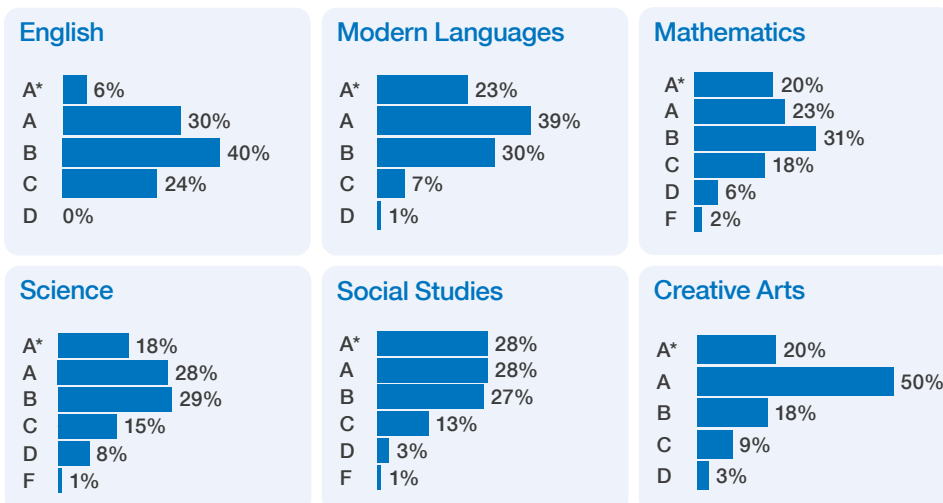 English
A* 6%
A 30%
B 40%
C 24%
D 0%
Modern Languages
A* 23%
A 39%
B 30%
C 7%
D 1%
Mathematics
A* 20%
A 23%
B 31%
C 18%
D 6%
F 2%
Science
A* 18%
A 28%
B 29%
C 15%
D 8%
F 1%
Social Studies
A* 28%
A 28%
B 27%
C 13%
D 3%
F 1%
Creative Arts
A* 20%
A 50%
B 18%
C 9%
D 3%